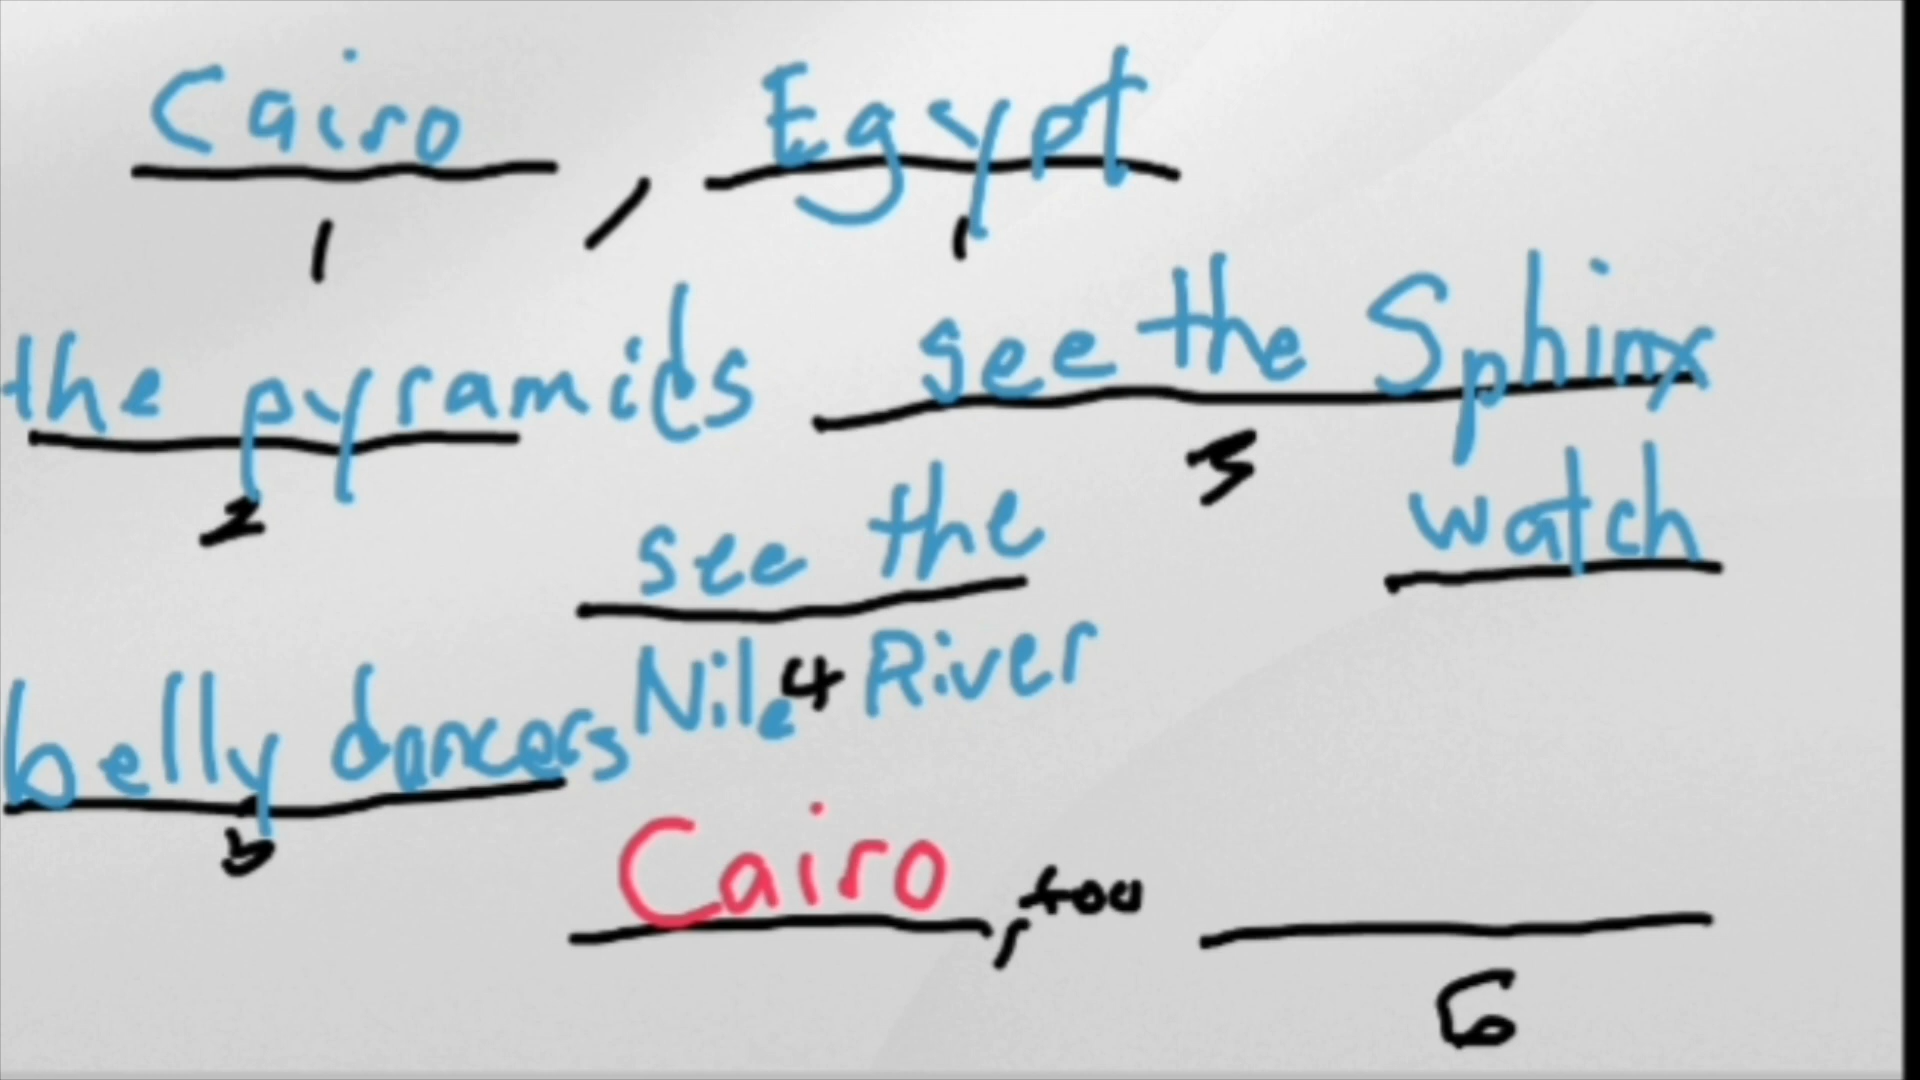 Cairo, Egypt
1 1
the pyramids see the Sphinx
2 3
see the watch
belly dancers Nile River
5 4
Cairo, too
6